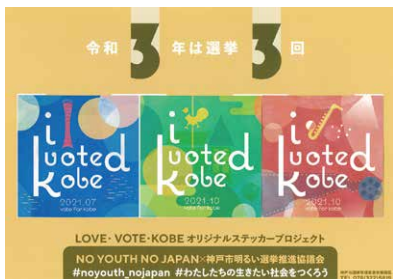 令和3年は選挙3回
i voted kobe
2021.07
vote for kobe
i voted kobe
2021.10
vote for kobe
i voted kobe
2021.10
vote for kobe
LOVE・VOTE・KOBE オリジナルステッカープロジェクト
NO YOUTH NO JAPAN×神戸市明るい選挙推進協議会
#noyouth_nojapan #わたしたちの生きたい社会をつくろう